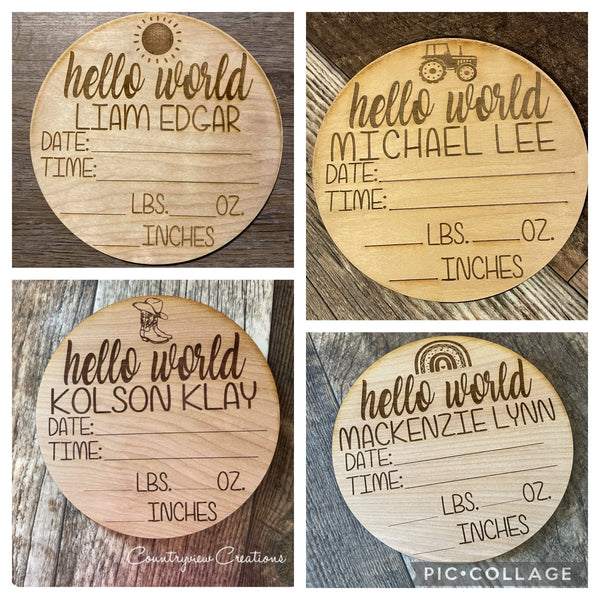 hello world
LIAM EDGAR
DATE:
TIME:
LBS. OZ.
INCHES
hello world
MICHAEL LEE
DATE:
TIME:
LBS. OZ.
INCHES
hello world
KOLSON KLAY
DATE:
TIME:
LBS. OZ.
INCHES
Countryview Creations
hello world
MACKENZIE LYNN
DATE:
TIME:
LBS. OZ.
INCHES
PIC•COLLAGE